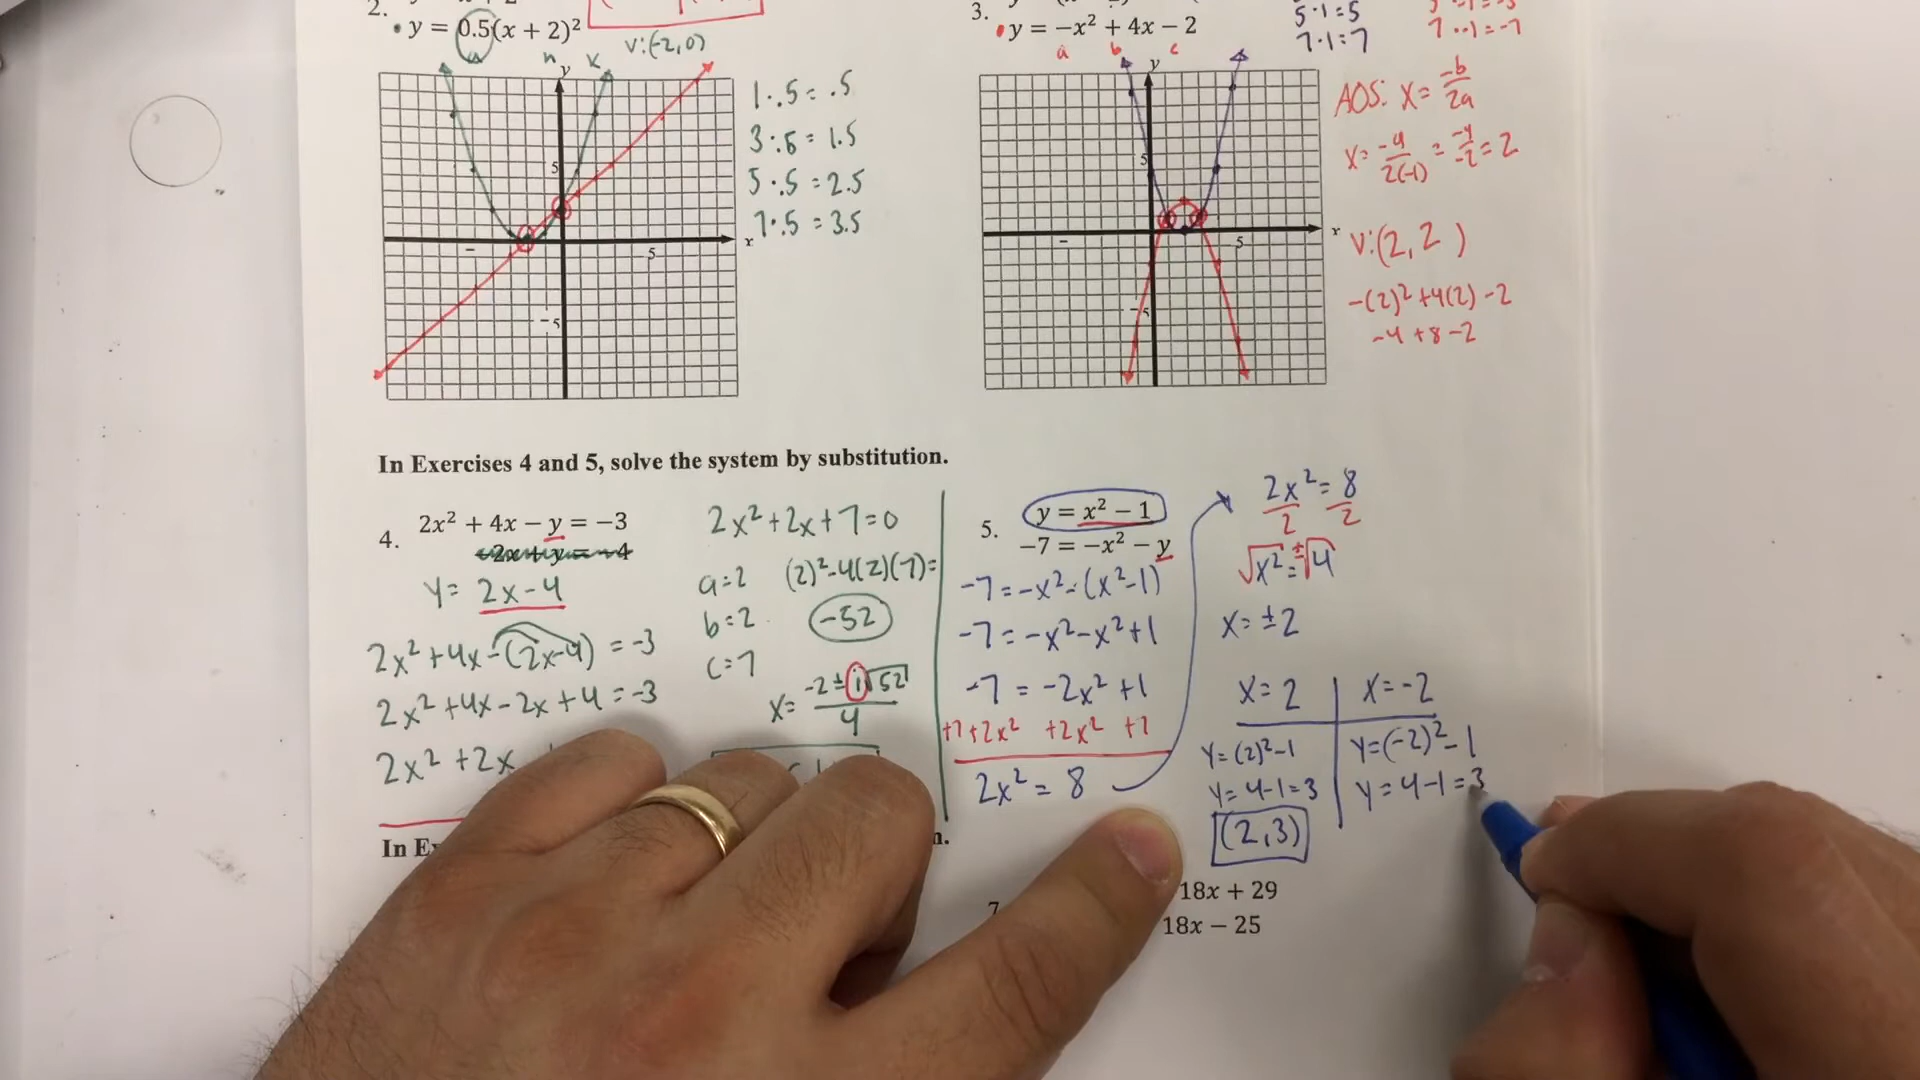 2.
• y = 0.5(x + 2)²
V:(-2,0)
h k
y
5
- 5
-5
x
1·.5 = .5
3·.5 = 1.5
5·.5 = 2.5
7·.5 = 3.5
3.
• y = −x² + 4x − 2
a b c
5·1=5
7·1=7
7·-1=-7
y
5
- 5
-5
x
AOS: x = -b/2a
x = -4/2(-1) = -4/-2 = 2
V:(2,2)
-(2)²+4(2)-2
-4+8-2
In Exercises 4 and 5, solve the system by substitution.
4.
2x² + 4x − y = −3
−2x + y = −4
y = 2x-4
2x²+4x-(2x-4) = -3
2x²+4x-2x+4 = -3
2x²+2x
2x²+2x+7=0
a=2 (2)²-4(2)(7)=
b=2 -52
c=7
x = -2±i√52/4
5.
y = x² − 1
−7 = −x² − y
-7=-x²-(x²-1)
-7=-x²-x²+1
-7 = -2x²+1
+7+2x² +2x² +7
2x² = 8
2x² = 8
2 2
√x² = ±√4
x = ±2
x = 2 x = -2
y=(2)²-1 y=(-2)²-1
y=4-1=3 y=4-1=3
(2,3)
In Ex
n.
7
18x + 29
18x − 25